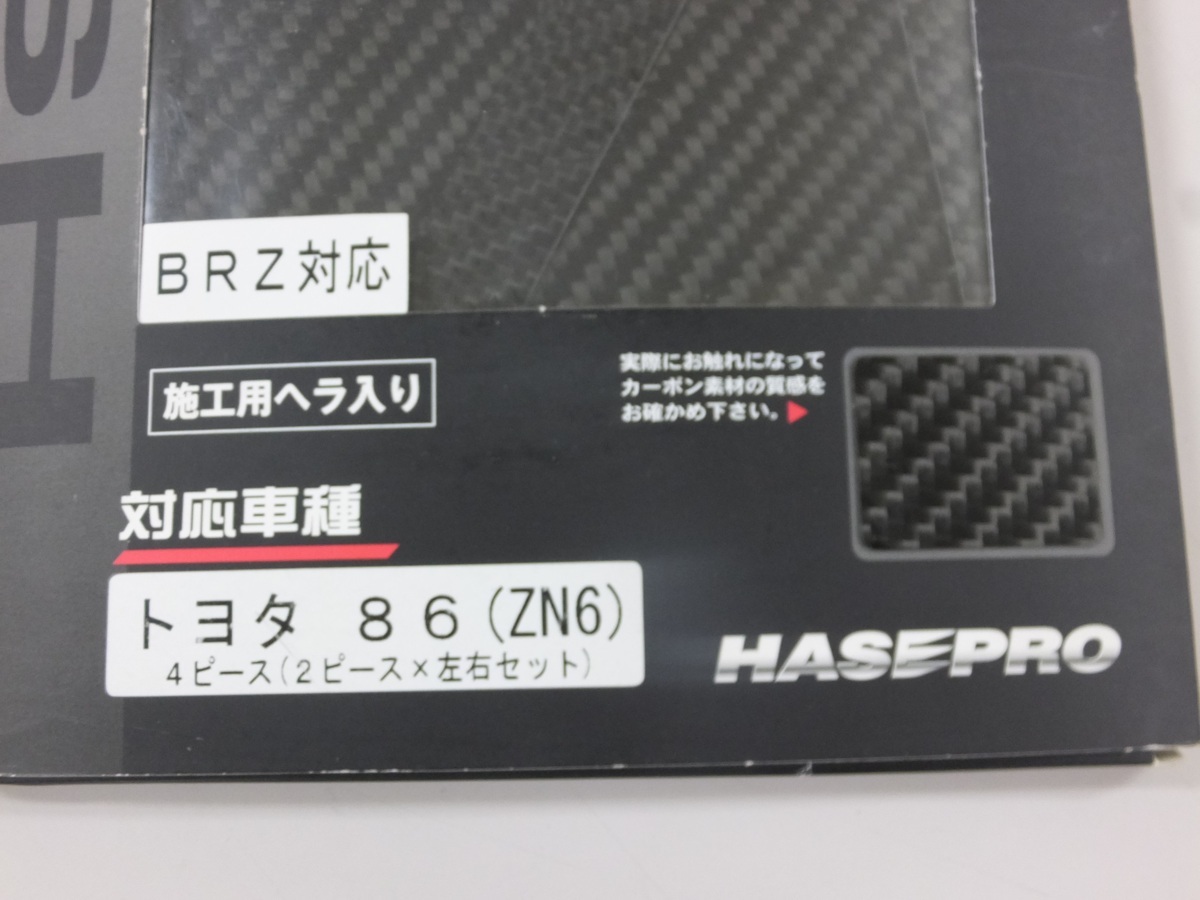 BRZ対応
施工用ヘラ入り
実際にお触れになって
カーボン素材の質感を
お確かめ下さい。
対応車種
トヨタ 86(ZN6)
4ピース(2ピース×左右セット)
HASEPRO